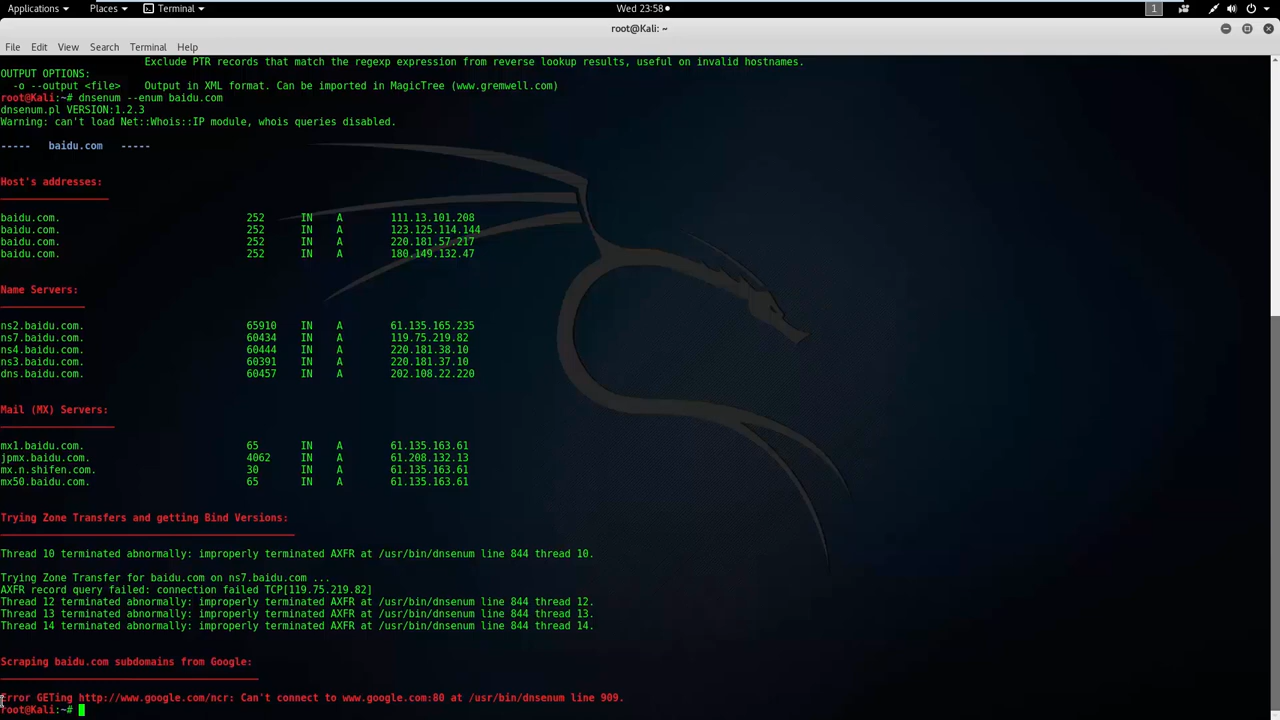 Applications Places Terminal Wed 23:58 1
root@Kali: ~
File Edit View Search Terminal Help
Exclude PTR records that match the regexp expression from reverse lookup results, useful on invalid hostnames.
OUTPUT OPTIONS:
-o --output <file> Output in XML format. Can be imported in MagicTree (www.gremwell.com)
root@Kali:~# dnsenum --enum baidu.com
dnsenum.pl VERSION:1.2.3
Warning: can't load Net::Whois::IP module, whois queries disabled.
----- baidu.com -----
Host's addresses:
baidu.com. 252 IN A 111.13.101.208
baidu.com. 252 IN A 123.125.114.144
baidu.com. 252 IN A 220.181.57.217
baidu.com. 252 IN A 180.149.132.47
Name Servers:
ns2.baidu.com. 65910 IN A 61.135.165.235
ns7.baidu.com. 60434 IN A 119.75.219.82
ns4.baidu.com. 60444 IN A 220.181.38.10
ns3.baidu.com. 60391 IN A 220.181.37.10
dns.baidu.com. 60457 IN A 202.108.22.220
Mail (MX) Servers:
mx1.baidu.com. 65 IN A 61.135.163.61
jpmx.baidu.com. 4062 IN A 61.208.132.13
mx.n.shifen.com. 30 IN A 61.135.163.61
mx50.baidu.com. 65 IN A 61.135.163.61
Trying Zone Transfers and getting Bind Versions:
Thread 10 terminated abnormally: improperly terminated AXFR at /usr/bin/dnsenum line 844 thread 10.
Trying Zone Transfer for baidu.com on ns7.baidu.com ...
AXFR record query failed: connection failed TCP[119.75.219.82]
Thread 12 terminated abnormally: improperly terminated AXFR at /usr/bin/dnsenum line 844 thread 12.
Thread 13 terminated abnormally: improperly terminated AXFR at /usr/bin/dnsenum line 844 thread 13.
Thread 14 terminated abnormally: improperly terminated AXFR at /usr/bin/dnsenum line 844 thread 14.
Scraping baidu.com subdomains from Google:
Error GETing http://www.google.com/ncr: Can't connect to www.google.com:80 at /usr/bin/dnsenum line 909.
root@Kali:~#